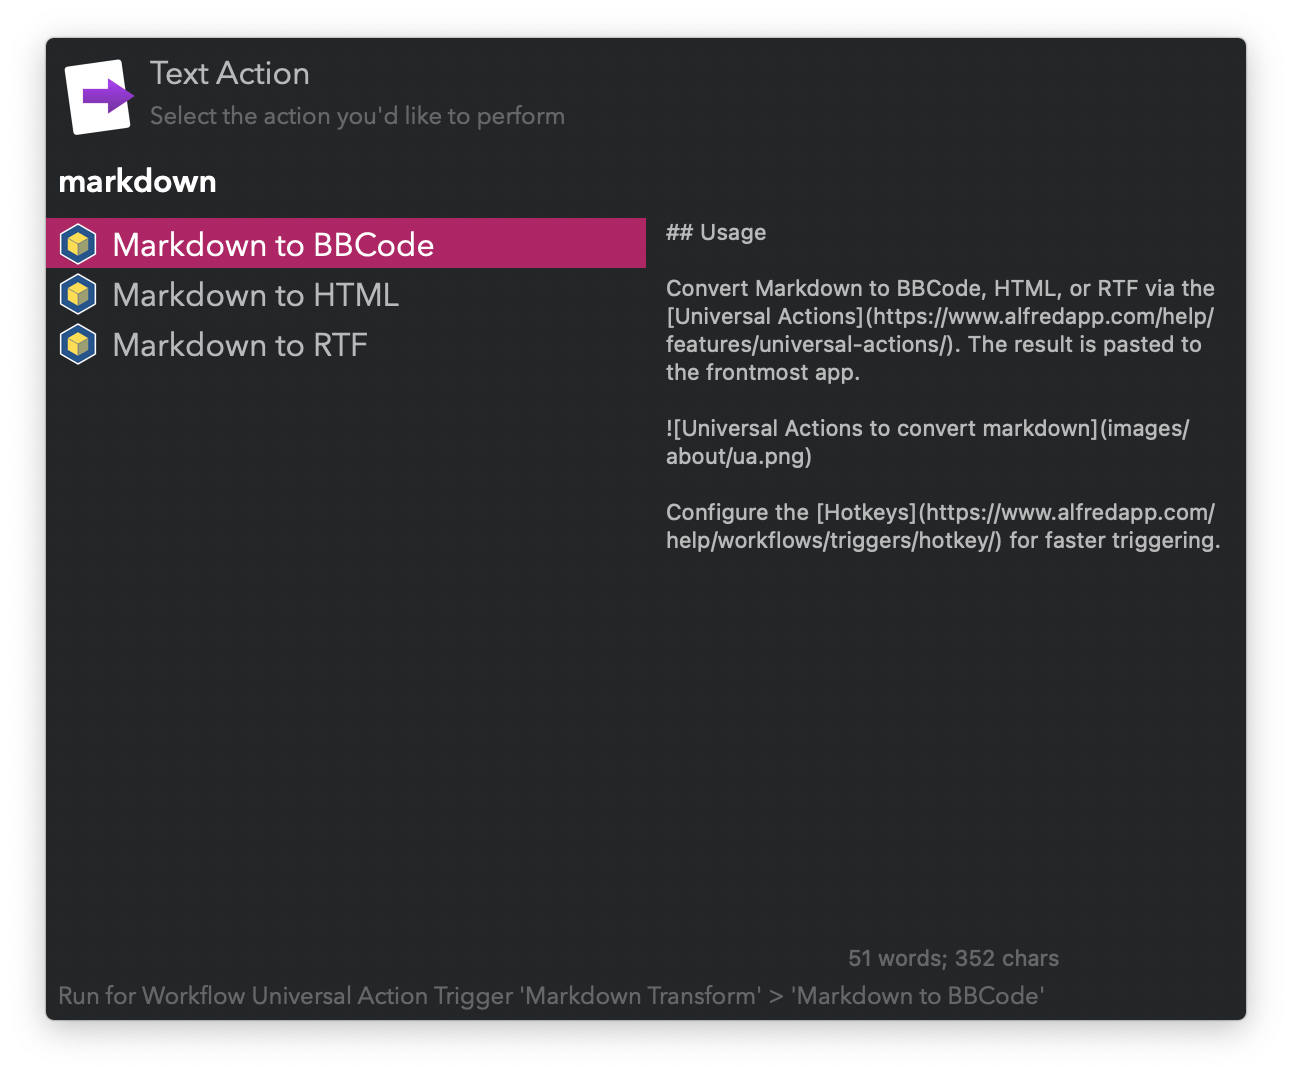 Text Action
Select the action you'd like to perform
markdown
Markdown to BBCode
Markdown to HTML
Markdown to RTF
## Usage
Convert Markdown to BBCode, HTML, or RTF via the
[Universal Actions](https://www.alfredapp.com/help/
features/universal-actions/). The result is pasted to
the frontmost app.
![Universal Actions to convert markdown](images/
about/ua.png)
Configure the [Hotkeys](https://www.alfredapp.com/
help/workflows/triggers/hotkey/) for faster triggering.
51 words; 352 chars
Run for Workflow Universal Action Trigger 'Markdown Transform' > 'Markdown to BBCode'